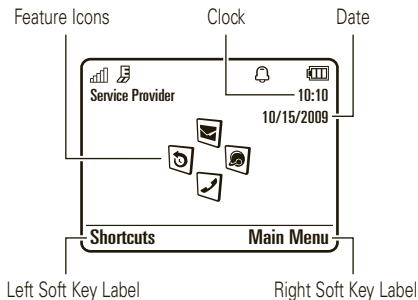 Feature Icons Clock Date
Service Provider 10:10
10/15/2009
Shortcuts Main Menu
Left Soft Key Label Right Soft Key Label